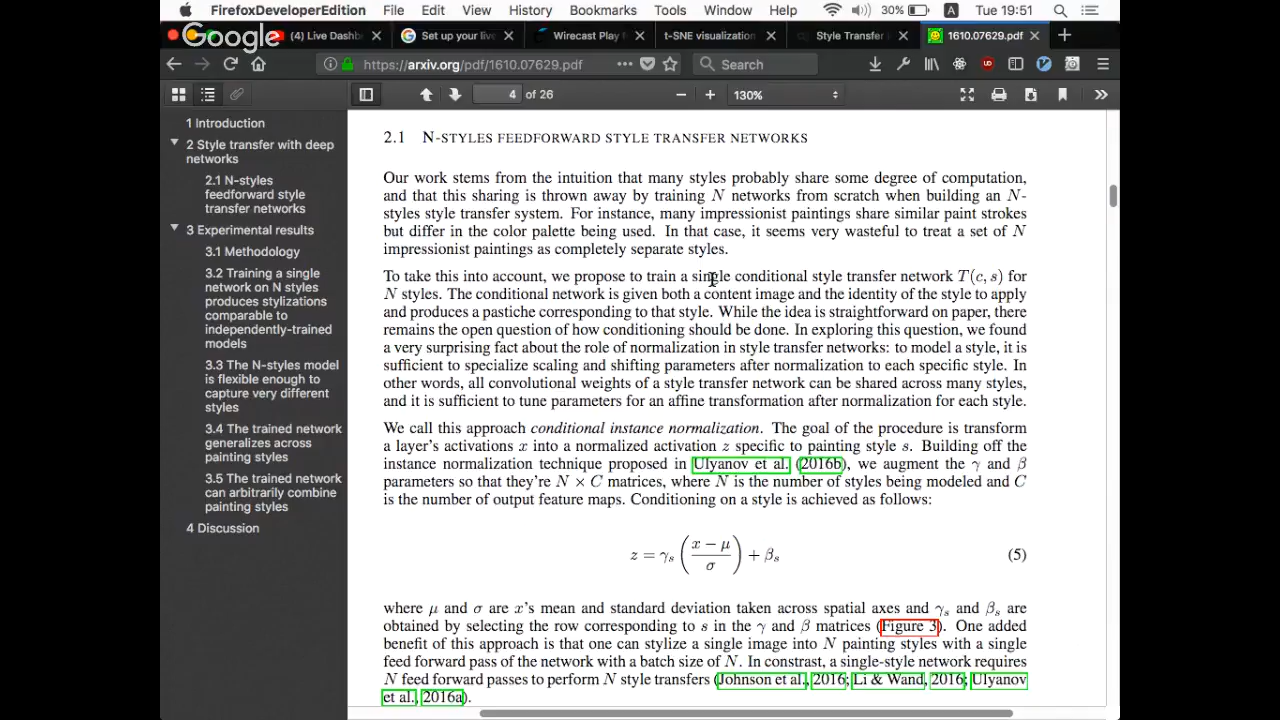 FirefoxDeveloperEdition File Edit View History Bookmarks Tools Window Help 30% A Tue 19:51
Google
(4) Live Dashb
Set up your live
Wirecast Play f
t-SNE visualization
Style Transfer
1610.07629.pdf
https://arxiv.org/pdf/1610.07629.pdf
Search
4 of 26
130%
1 Introduction
2 Style transfer with deep
networks
2.1 N-styles
feedforward style
transfer networks
3 Experimental results
3.1 Methodology
3.2 Training a single
network on N styles
produces stylizations
comparable to
independently-trained
models
3.3 The N-styles model
is flexible enough to
capture very different
styles
3.4 The trained network
generalizes across
painting styles
3.5 The trained network
can arbitrarily combine
painting styles
4 Discussion
2.1 N-STYLES FEEDFORWARD STYLE TRANSFER NETWORKS
Our work stems from the intuition that many styles probably share some degree of computation,
and that this sharing is thrown away by training N networks from scratch when building an N-
styles style transfer system. For instance, many impressionist paintings share similar paint strokes
but differ in the color palette being used. In that case, it seems very wasteful to treat a set of N
impressionist paintings as completely separate styles.
To take this into account, we propose to train a single conditional style transfer network T(c, s) for
N styles. The conditional network is given both a content image and the identity of the style to apply
and produces a pastiche corresponding to that style. While the idea is straightforward on paper, there
remains the open question of how conditioning should be done. In exploring this question, we found
a very surprising fact about the role of normalization in style transfer networks: to model a style, it is
sufficient to specialize scaling and shifting parameters after normalization to each specific style. In
other words, all convolutional weights of a style transfer network can be shared across many styles,
and it is sufficient to tune parameters for an affine transformation after normalization for each style.
We call this approach conditional instance normalization. The goal of the procedure is transform
a layer's activations x into a normalized activation z specific to painting style s. Building off the
instance normalization technique proposed in Ulyanov et al. (2016b), we augment the γ and β
parameters so that they're N × C matrices, where N is the number of styles being modeled and C
is the number of output feature maps. Conditioning on a style is achieved as follows:
z = γs ( x − μ / σ ) + βs (5)
where μ and σ are x's mean and standard deviation taken across spatial axes and γs and βs are
obtained by selecting the row corresponding to s in the γ and β matrices (Figure 3). One added
benefit of this approach is that one can stylize a single image into N painting styles with a single
feed forward pass of the network with a batch size of N. In constrast, a single-style network requires
N feed forward passes to perform N style transfers (Johnson et al., 2016; Li & Wand, 2016; Ulyanov
et al., 2016a).